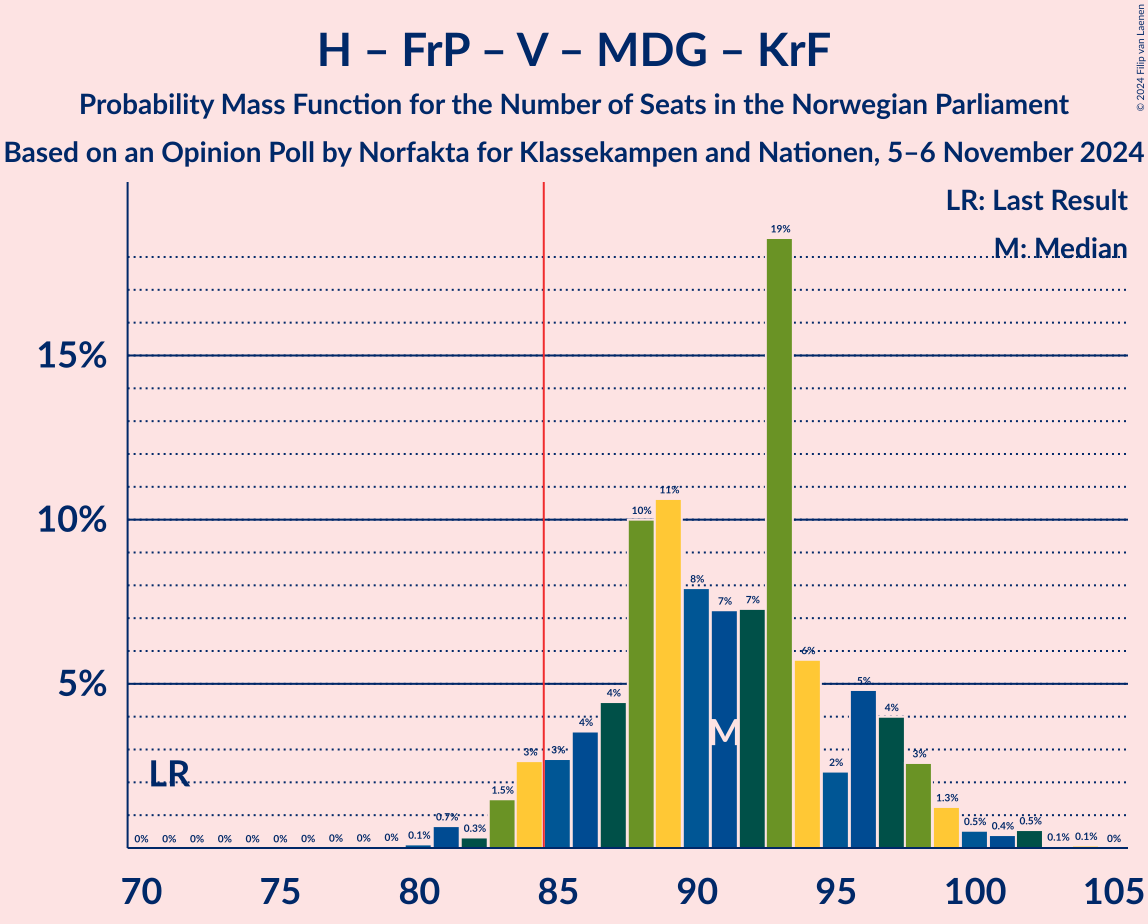 H – FrP – V – MDG – KrF
Probability Mass Function for the Number of Seats in the Norwegian Parliament
Based on an Opinion Poll by Norfakta for Klassekampen and Nationen, 5–6 November 2024
© 2024 Filip van Laenen
LR: Last Result
M: Median
15%
10%
5%
0% 0% 0% 0% 0% 0% 0% 0% 0% 0% 0.1% 0.7% 0.3% 1.5% 3% 3% 4% 4% 10% 11% 8% 7% 7% 19% 6% 2% 5% 4% 3% 1.3% 0.5% 0.4% 0.5% 0.1% 0.1% 0%
M
LR
70 75 80 85 90 95 100 105